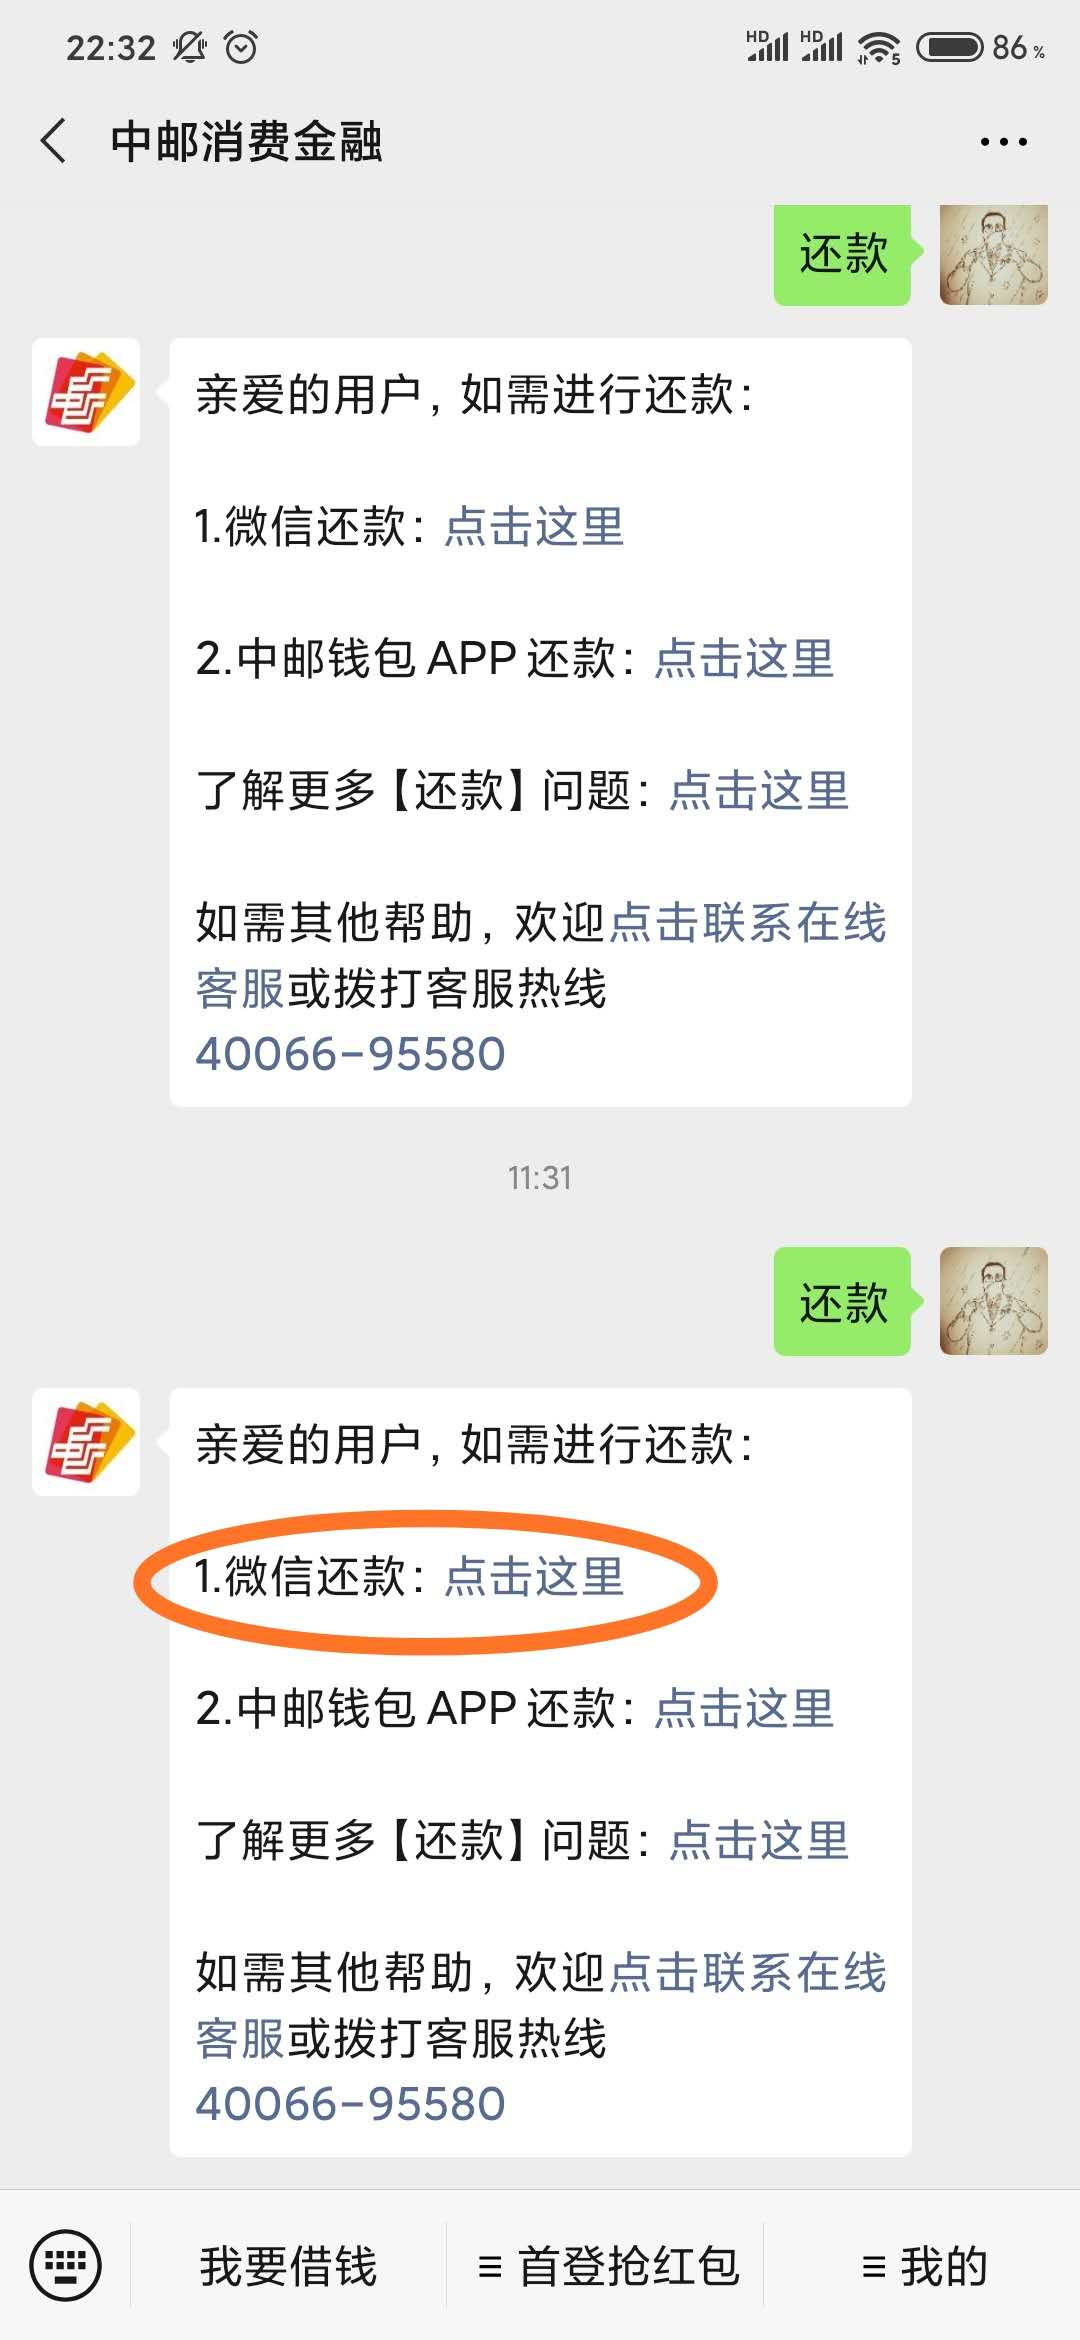 22:32 HD HD 5 86 %
中邮消费金融
还款
亲爱的用户，如需进行还款：
1.微信还款：点击这里
2.中邮钱包 APP 还款：点击这里
了解更多【还款】问题：点击这里
如需其他帮助，欢迎点击联系在线
客服或拨打客服热线
40066-95580
11:31
还款
亲爱的用户，如需进行还款：
1.微信还款：点击这里
2.中邮钱包 APP 还款：点击这里
了解更多【还款】问题：点击这里
如需其他帮助，欢迎点击联系在线
客服或拨打客服热线
40066-95580
我要借钱 首登抢红包 我的